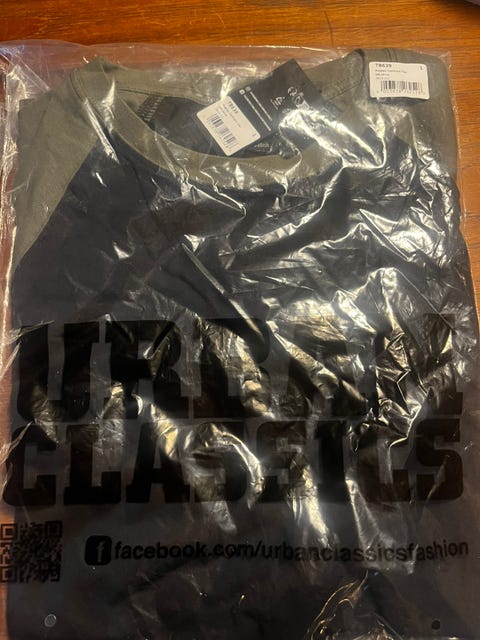 TB639
URBAN
CLASSICS
facebook.com/urbanclassicsfashion